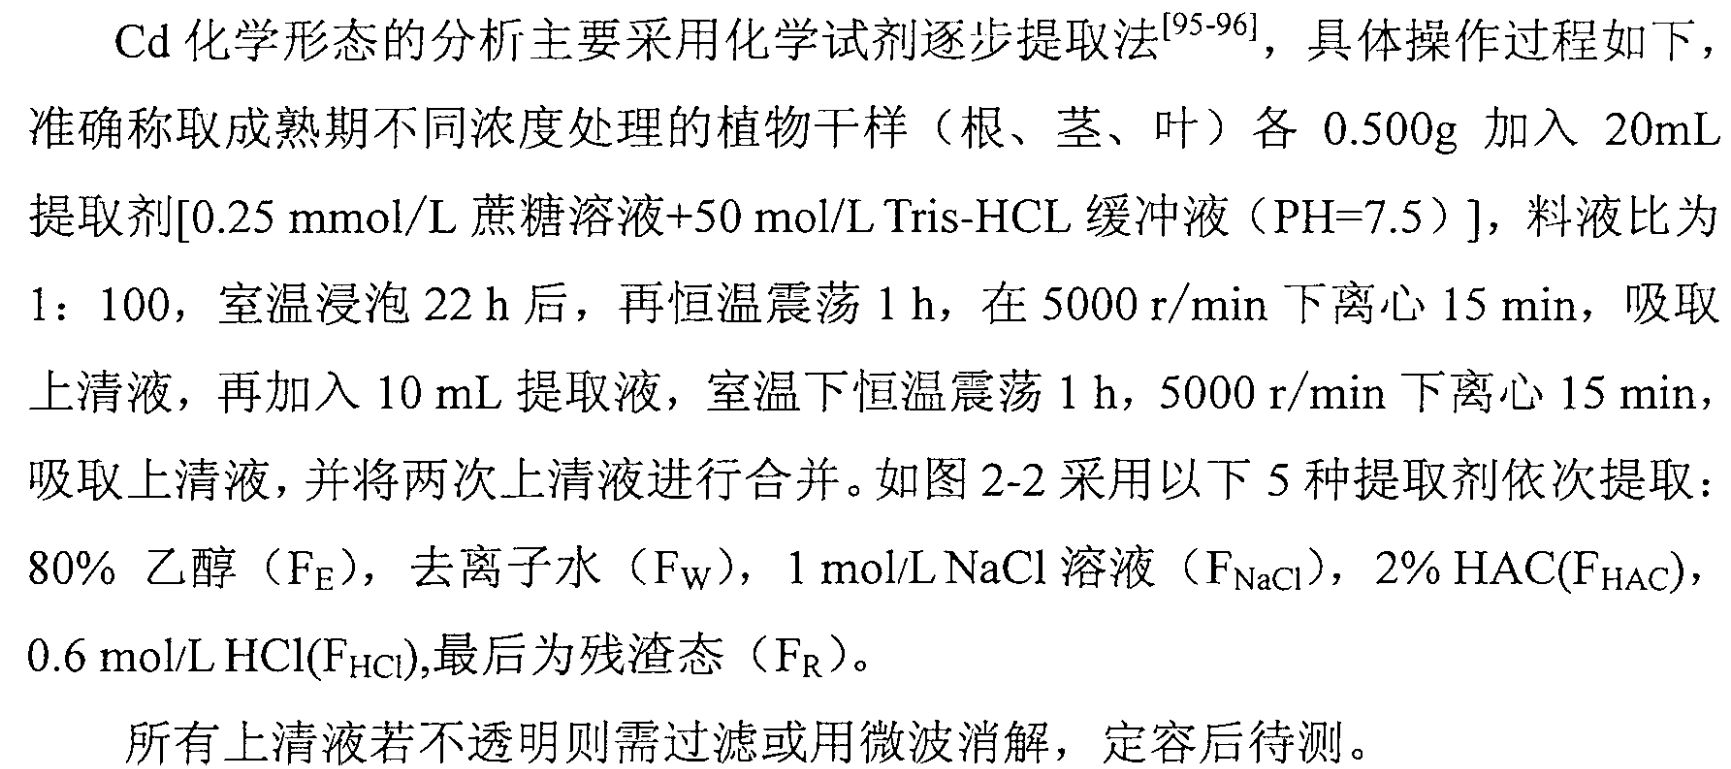 Cd 化学形态的分析主要采用化学试剂逐步提取法[95-96]，具体操作过程如下，
准确称取成熟期不同浓度处理的植物干样（根、茎、叶）各 0.500g 加入 20mL
提取剂[0.25 mmol/L 蔗糖溶液+50 mol/L Tris-HCL 缓冲液（PH=7.5）]，料液比为
1：100，室温浸泡 22 h 后，再恒温震荡 1 h，在 5000 r/min 下离心 15 min，吸取
上清液，再加入 10 mL 提取液，室温下恒温震荡 1 h，5000 r/min 下离心 15 min，
吸取上清液，并将两次上清液进行合并。如图 2-2 采用以下 5 种提取剂依次提取：
80% 乙醇（FE），去离子水（FW），1 mol/L NaCl 溶液（FNaCl），2% HAC(FHAC)，
0.6 mol/L HCl(FHCl),最后为残渣态（FR）。
所有上清液若不透明则需过滤或用微波消解，定容后待测。